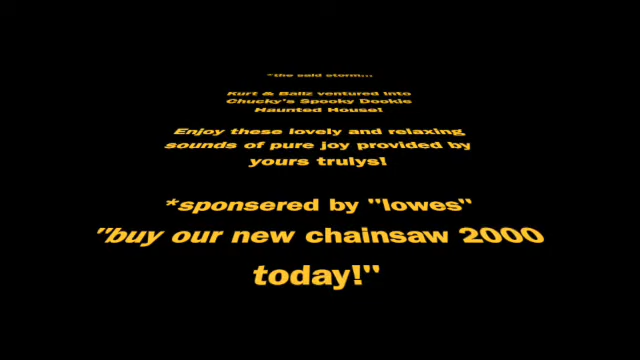 *the said storm...
Kurt & Ballz ventured into
Chucky's Spooky Dookie
Haunted House!
Enjoy these lovely and relaxing
sounds of pure joy provided by
yours trulys!
*sponsered by "lowes"
"buy our new chainsaw 2000
today!"